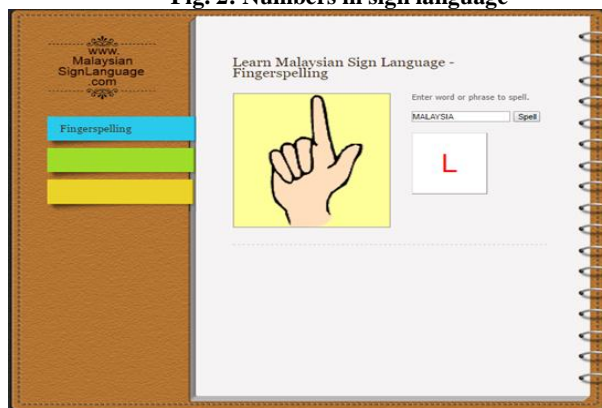 Fig. 2: Numbers in sign language
www.
Malaysian
SignLanguage
.com
Fingerspelling
Learn Malaysian Sign Language -
Fingerspelling
Enter word or phrase to spell.
MALAYSIA
Spell
L